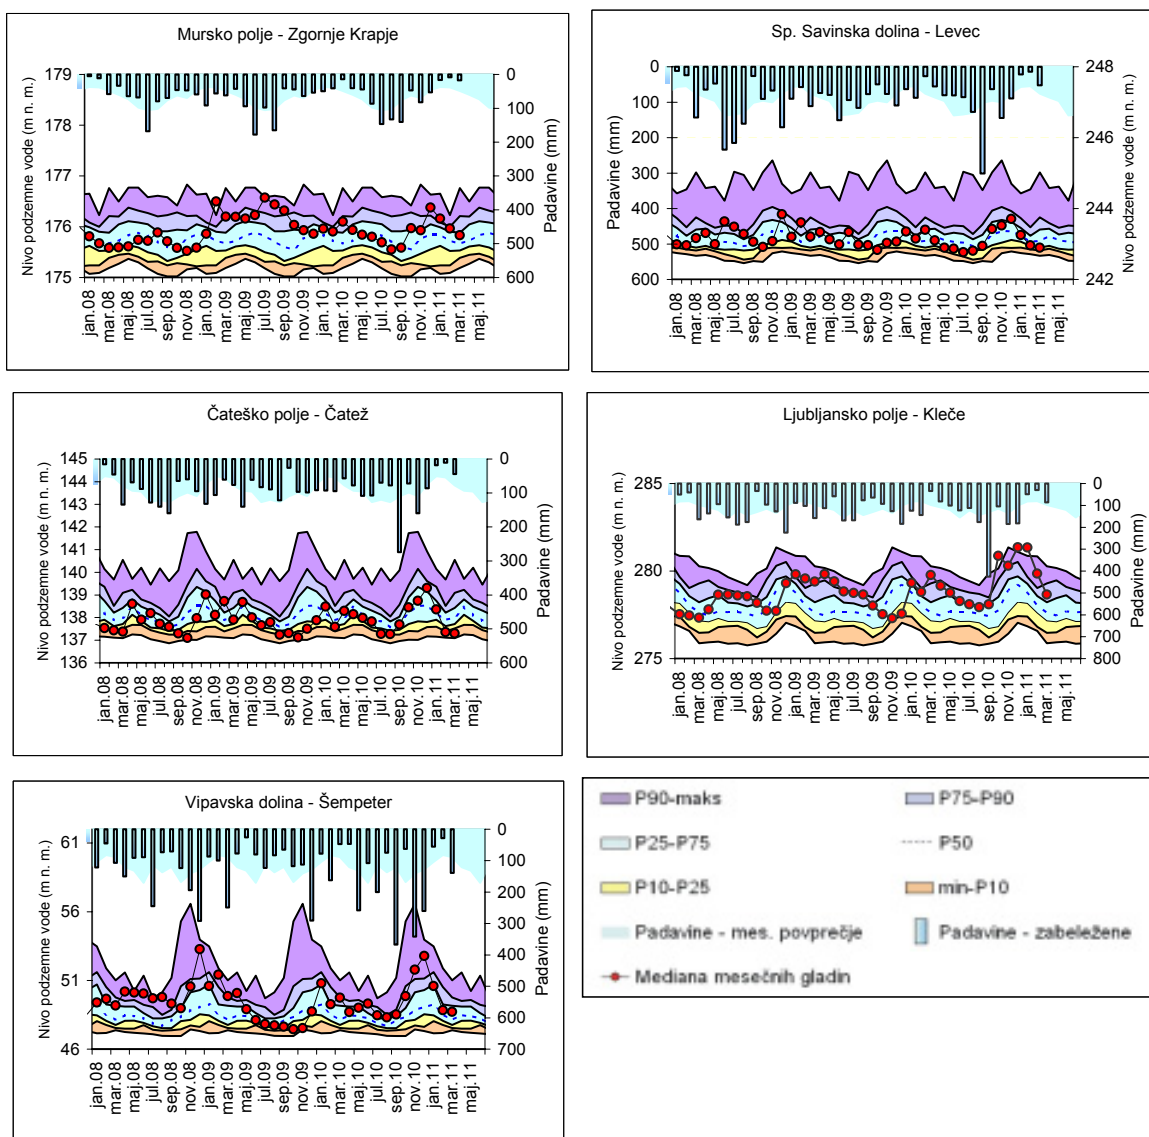 Mursko polje - Zgornje Krapje
Nivo podzemne vode (m n. m.)
179
178
177
176
175
0
100
200
300
400
500
600
Padavine (mm)
jan.08
mar.08
maj.08
jul.08
sep.08
nov.08
jan.09
mar.09
maj.09
jul.09
sep.09
nov.09
jan.10
mar.10
maj.10
jul.10
sep.10
nov.10
jan.11
mar.11
maj.11
Sp. Savinska dolina - Levec
Padavine (mm)
0
100
200
300
400
500
600
248
246
244
242
Nivo podzemne vode (m n. m.)
jan.08
mar.08
maj.08
jul.08
sep.08
nov.08
jan.09
mar.09
maj.09
jul.09
sep.09
nov.09
jan.10
mar.10
maj.10
jul.10
sep.10
nov.10
jan.11
mar.11
maj.11
Čateško polje - Čatež
Nivo podzemne vode (m n. m.)
145
144
143
142
141
140
139
138
137
136
0
100
200
300
400
500
600
Padavine (mm)
jan.08
mar.08
maj.08
jul.08
sep.08
nov.08
jan.09
mar.09
maj.09
jul.09
sep.09
nov.09
jan.10
mar.10
maj.10
jul.10
sep.10
nov.10
jan.11
mar.11
maj.11
Ljubljansko polje - Kleče
Nivo podzemne vode (m n. m.)
285
280
275
0
100
200
300
400
500
600
700
800
Padavine (mm)
jan.08
mar.08
maj.08
jul.08
sep.08
nov.08
jan.09
mar.09
maj.09
jul.09
sep.09
nov.09
jan.10
mar.10
maj.10
jul.10
sep.10
nov.10
jan.11
mar.11
maj.11
Vipavska dolina - Šempeter
Nivo podzemne vode (m n. m.)
61
56
51
46
0
100
200
300
400
500
600
700
Padavine (mm)
jan.08
mar.08
maj.08
jul.08
sep.08
nov.08
jan.09
mar.09
maj.09
jul.09
sep.09
nov.09
jan.10
mar.10
maj.10
jul.10
sep.10
nov.10
jan.11
mar.11
maj.11
P90-maks
P75-P90
P25-P75
P50
P10-P25
min-P10
Padavine - mes. povprečje
Padavine - zabeležene
Mediana mesečnih gladin